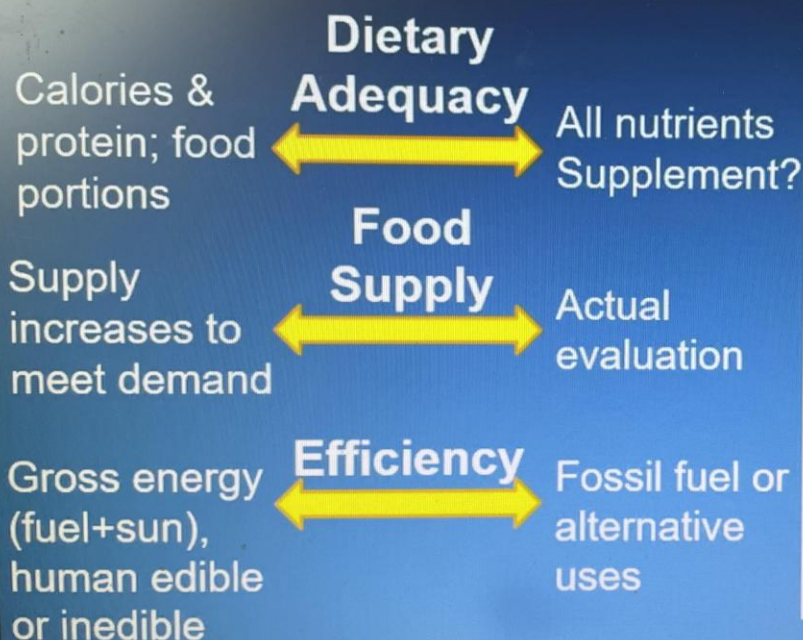 Dietary
Adequacy
Calories &
protein; food
portions
All nutrients
Supplement?
Food
Supply
Supply
increases to
meet demand
Actual
evaluation
Efficiency
Gross energy
(fuel+sun),
human edible
or inedible
Fossil fuel or
alternative
uses